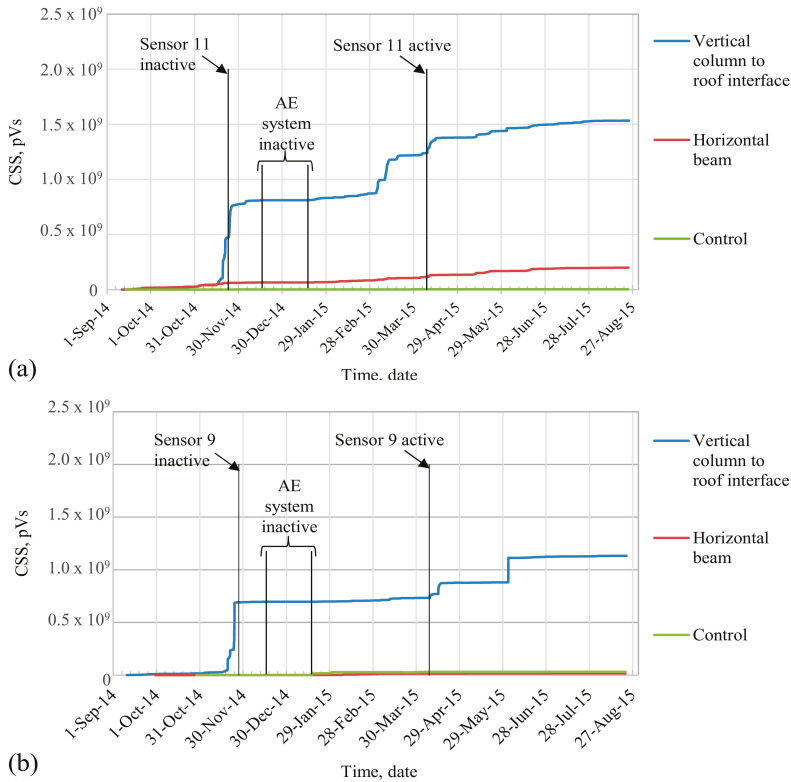 2.5 x 10⁹
2.0 x 10⁹
1.5 x 10⁹
1.0 x 10⁹
0.5 x 10⁹
0
CSS, pVs
Sensor 11
inactive
Sensor 11 active
AE
system
inactive
Vertical
column to
roof interface
Horizontal
beam
Control
1-Sep-14
1-Oct-14
31-Oct-14
30-Nov-14
30-Dec-14
29-Jan-15
28-Feb-15
30-Mar-15
29-Apr-15
29-May-15
28-Jun-15
28-Jul-15
27-Aug-15
Time, date
(a)
2.5 x 10⁹
2.0 x 10⁹
1.5 x 10⁹
1.0 x 10⁹
0.5 x 10⁹
0
CSS, pVs
Sensor 9
inactive
Sensor 9 active
AE
system
inactive
Vertical
column to
roof interface
Horizontal
beam
Control
1-Sep-14
1-Oct-14
31-Oct-14
30-Nov-14
30-Dec-14
29-Jan-15
28-Feb-15
30-Mar-15
29-Apr-15
29-May-15
28-Jun-15
28-Jul-15
27-Aug-15
Time, date
(b)